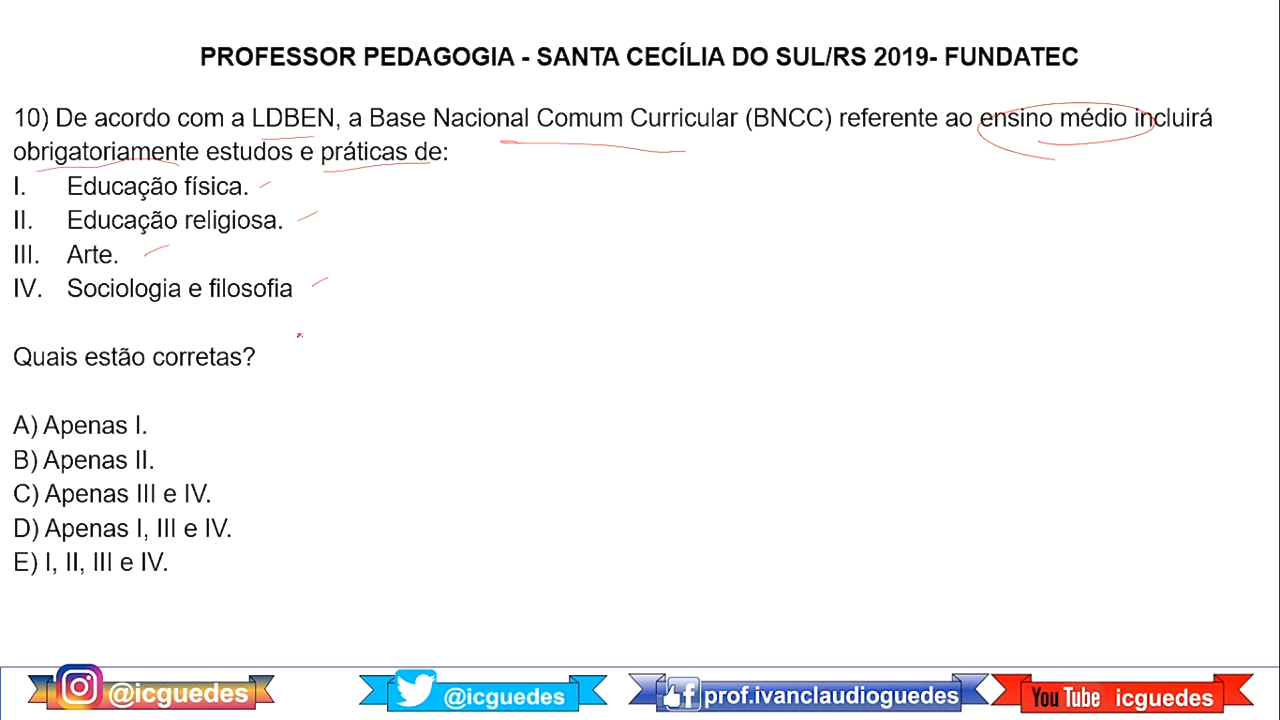 PROFESSOR PEDAGOGIA - SANTA CECÍLIA DO SUL/RS 2019- FUNDATEC
10) De acordo com a LDBEN, a Base Nacional Comum Curricular (BNCC) referente ao ensino médio incluirá
obrigatoriamente estudos e práticas de:
I. Educação física.
II. Educação religiosa.
III. Arte.
IV. Sociologia e filosofia
Quais estão corretas?
A) Apenas I.
B) Apenas II.
C) Apenas III e IV.
D) Apenas I, III e IV.
E) I, II, III e IV.
@icguedes @icguedes prof.ivanclaudioguedes You Tube icguedes